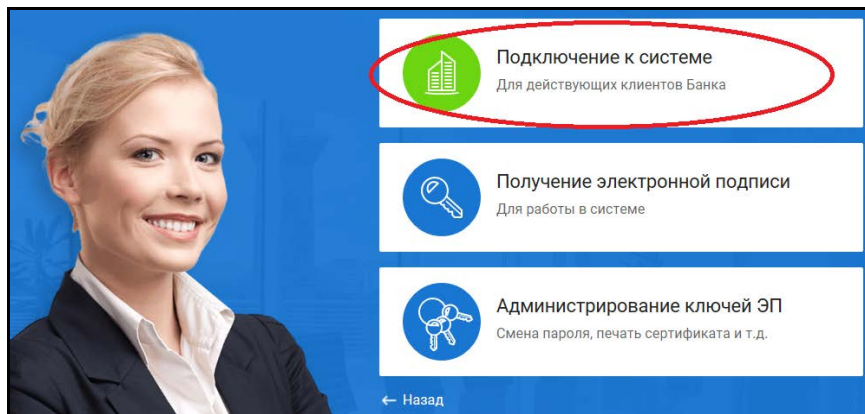 Подключение к системе
Для действующих клиентов Банка
Получение электронной подписи
Для работы в системе
Администрирование ключей ЭП
Смена пароля, печать сертификата и т.д.
← Назад